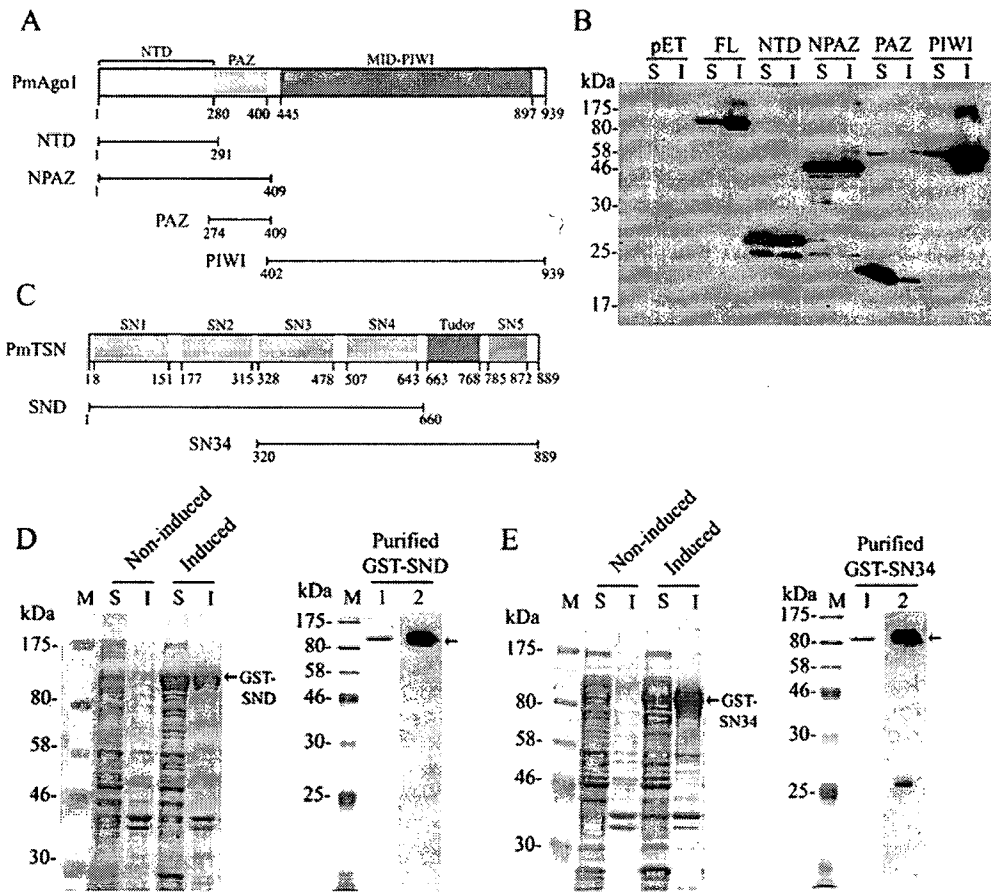 A
NTD
PAZ
MID-PIWI
PmAgo1
1 280 400 445 897 939
NTD
1 291
NPAZ
1 409
PAZ
274 409
PIWI
402 939
B
pET FL NTD NPAZ PAZ PIWI
S I S I S I S I S I S I
kDa
175-
80-
58-
46-
30-
25-
17-
C
SN1 SN2 SN3 SN4 Tudor SN5
PmTSN
18 151 177 315 328 478 507 643 663 768 785 872 889
SND
1 660
SN34
320 889
D
Non-induced
Induced
kDa M S I S I
175-
80-
58-
46-
30-
←GST-
SND
Purified
GST-SND
kDa M 1 2
175-
80-
58-
46-
30-
25-
←
E
Non-induced
Induced
kDa M S I S I
175-
80-
58-
46-
30-
←GST-
SN34
Purified
GST-SN34
kDa M 1 2
175-
80-
58-
46-
30-
25-
←